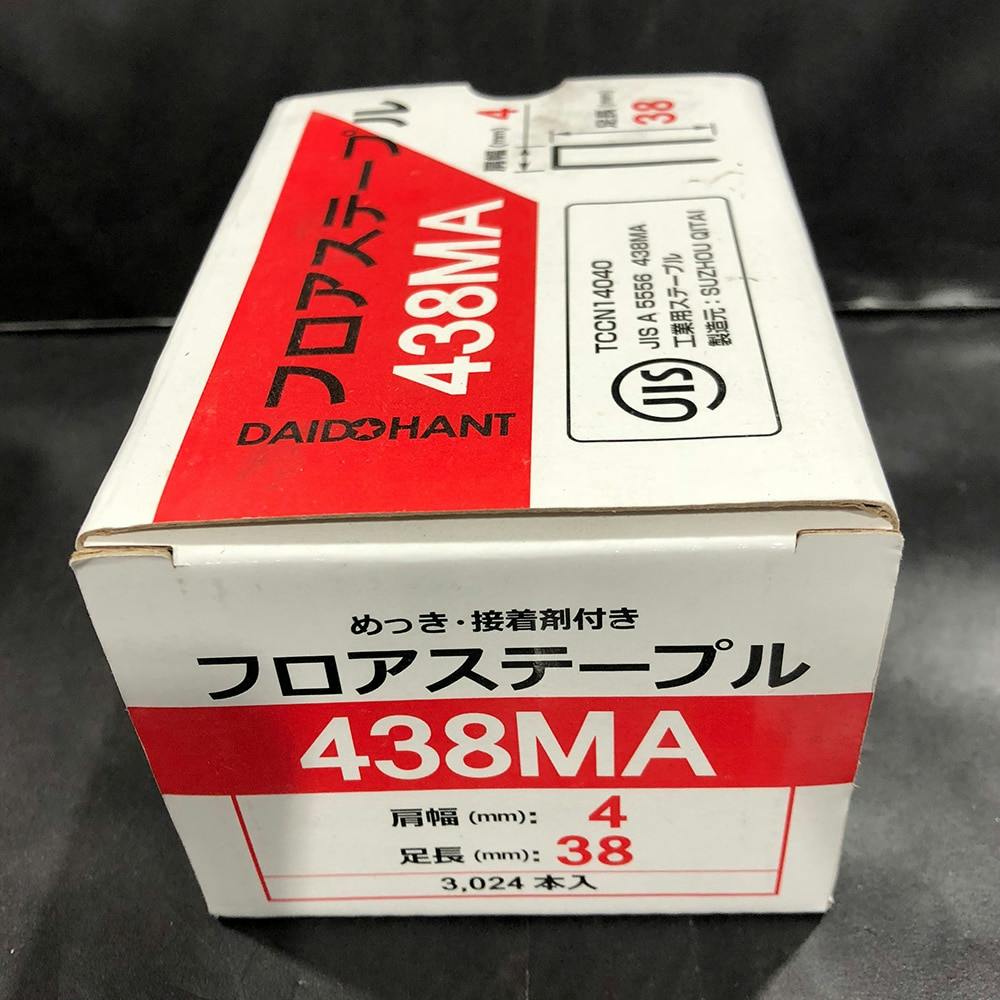 フロアステープル
438MA
DAIDOHANT
肩幅(mm) 4
足長(mm) 38
TCCN14040
JIS A 5556 438MA
工業用ステープル
製造元:SUZHOU QITAI
JIS
めっき・接着剤付き
フロアステープル
438MA
肩幅(mm): 4
足長(mm): 38
3,024本入